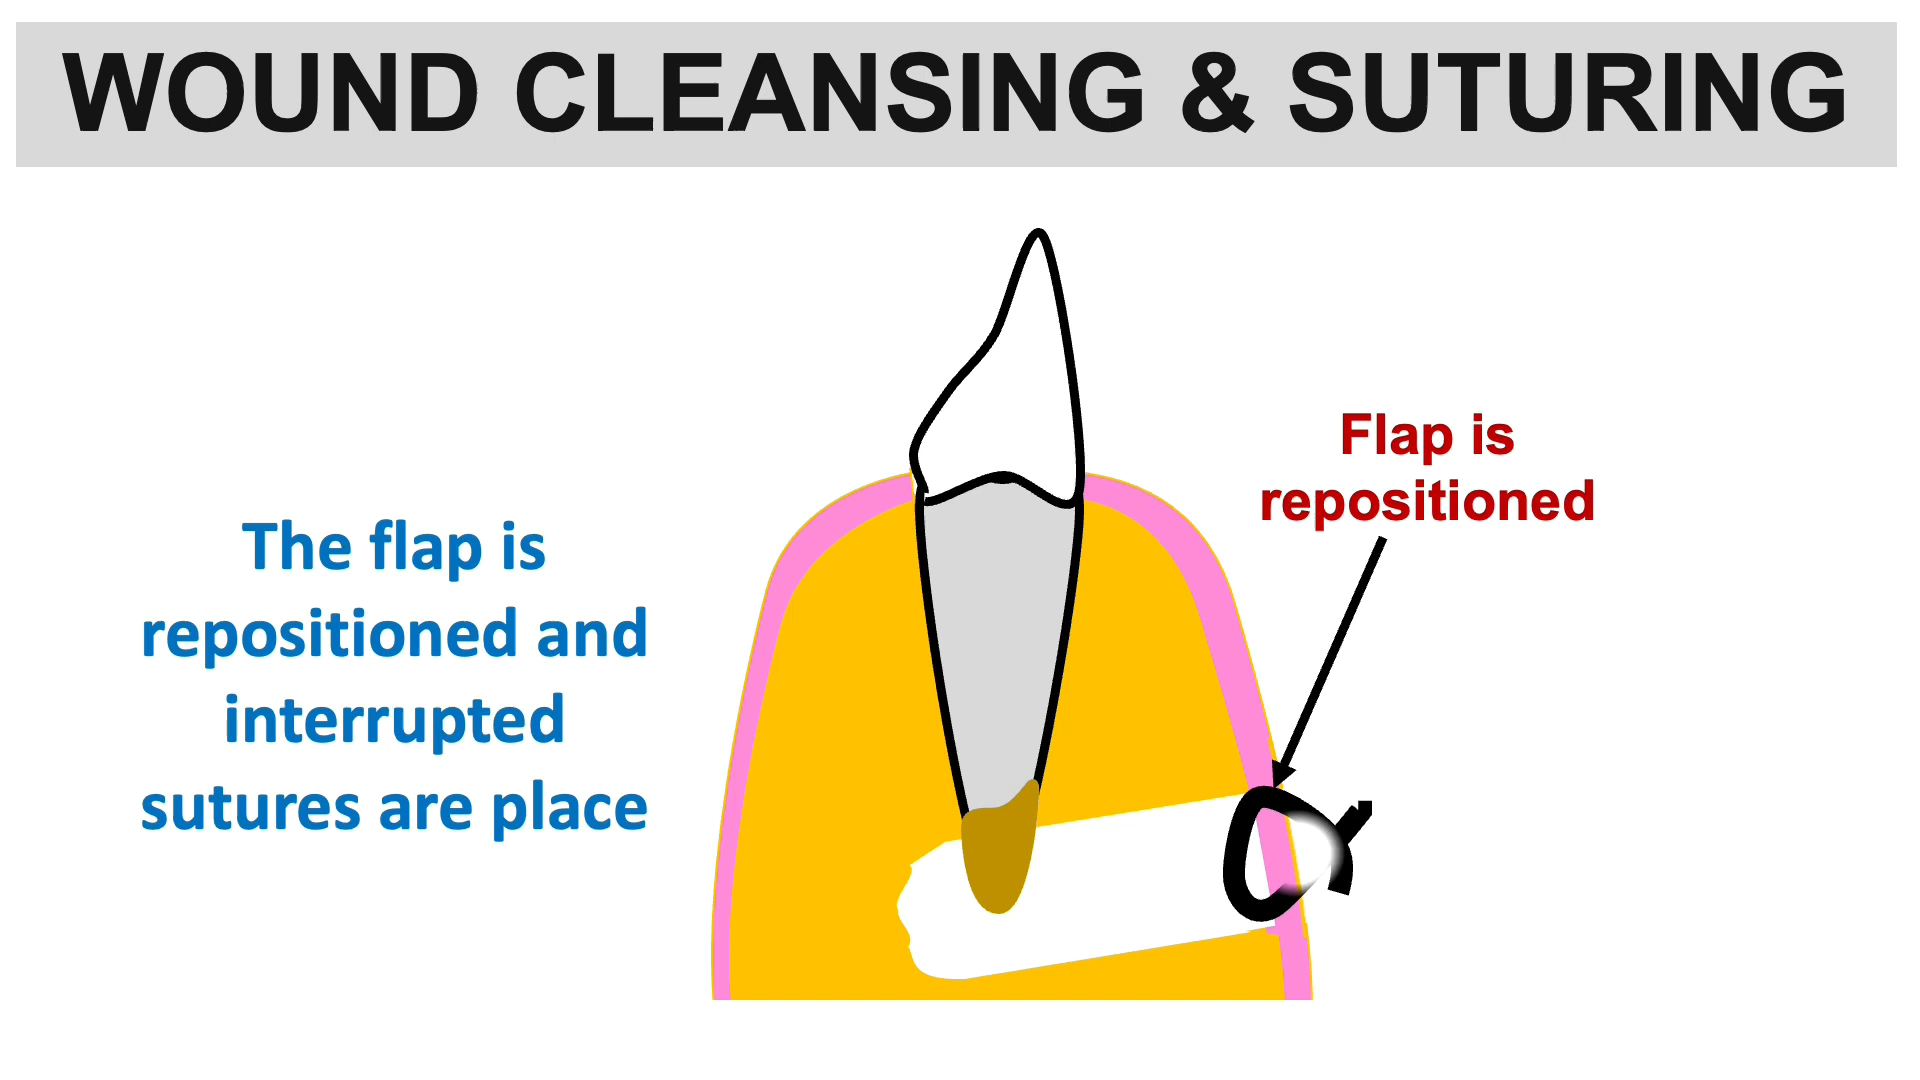 WOUND CLEANSING & SUTURING
Flap is
repositioned
The flap is
repositioned and
interrupted
sutures are place